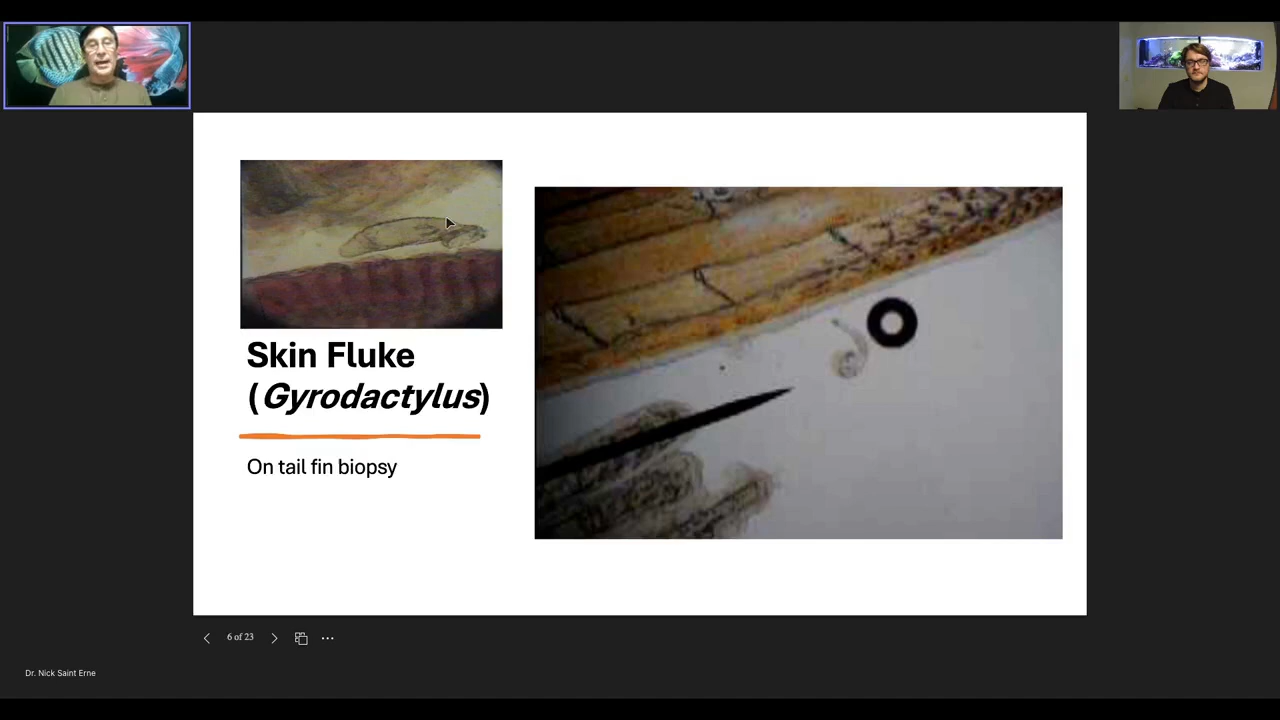 Skin Fluke
(Gyrodactylus)
On tail fin biopsy
6 of 23
Dr. Nick Saint Erne